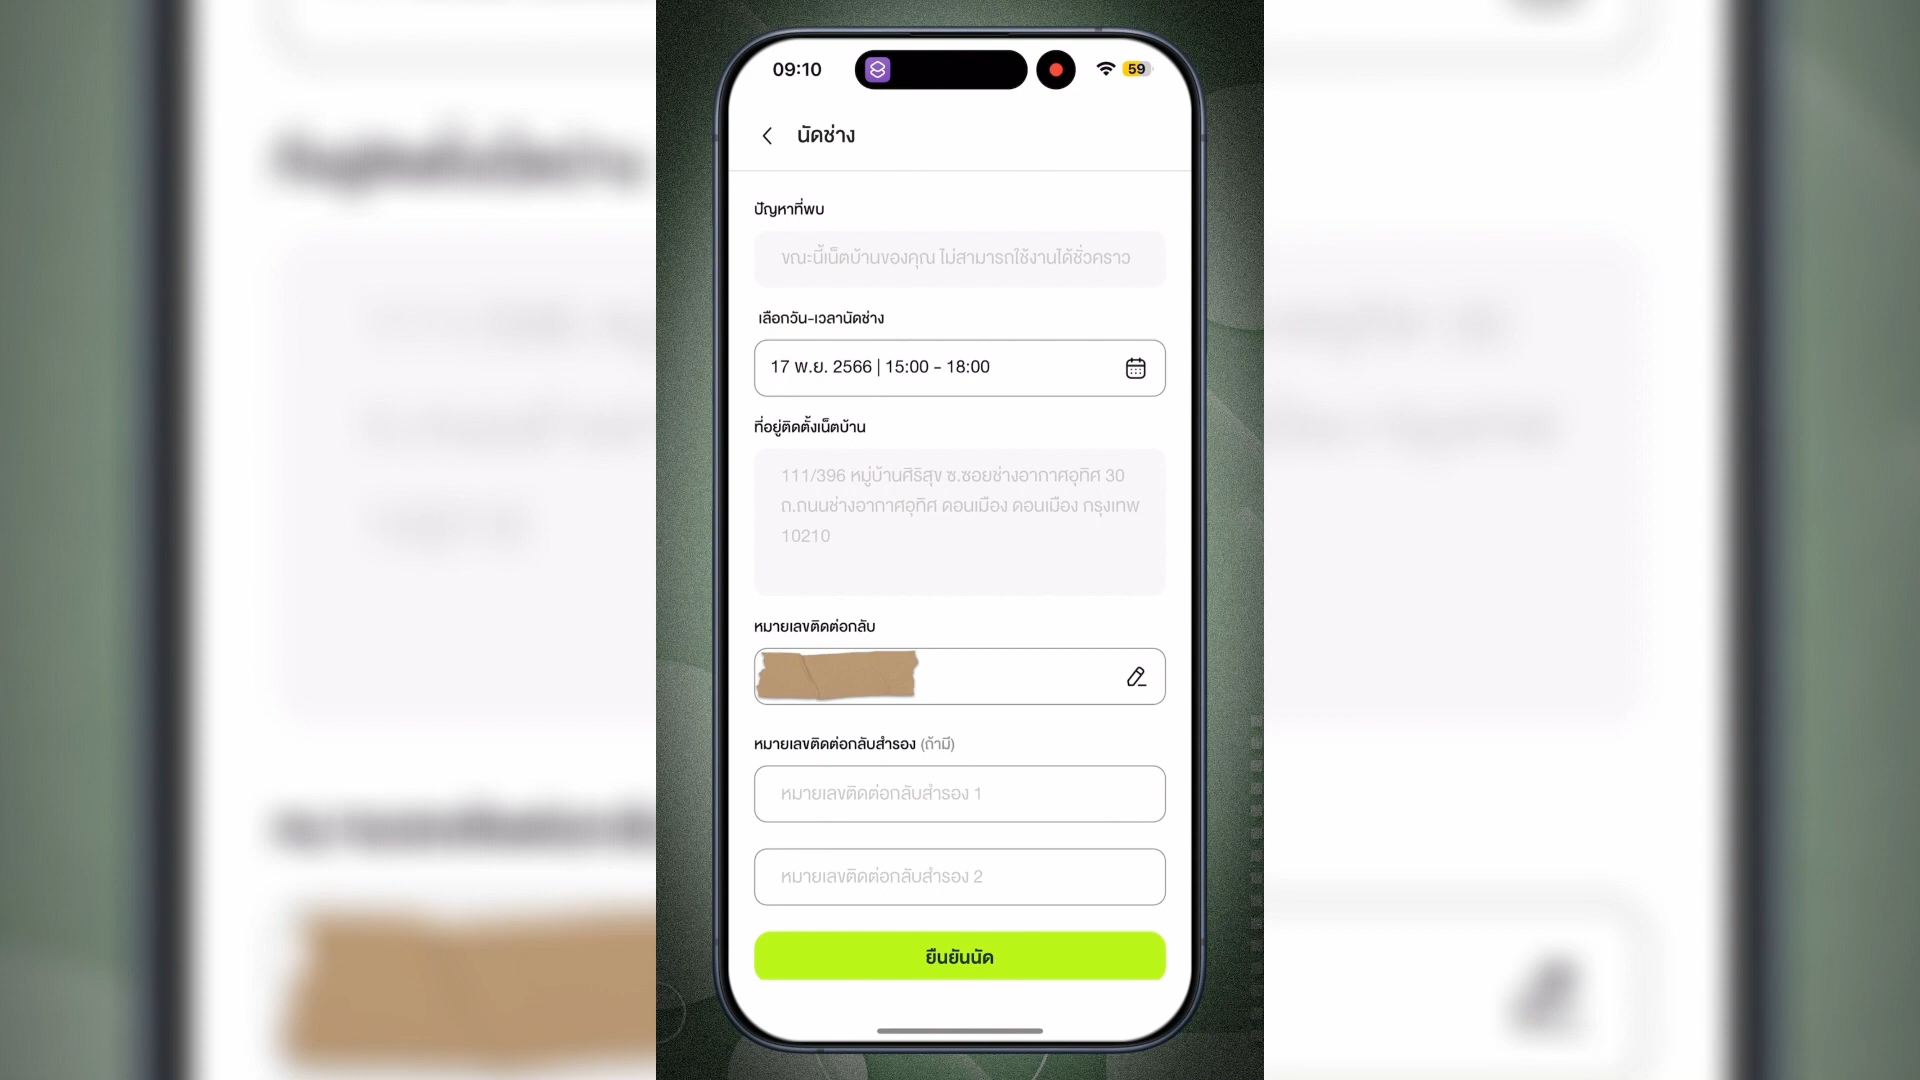 09:10
59
นัดช่าง
ปัญหาที่พบ
ขณะนี้เน็ตบ้านของคุณ ไม่สามารถใช้งานได้ชั่วคราว
เลือกวัน-เวลานัดช่าง
17 พ.ย. 2566 | 15:00 - 18:00
ที่อยู่ติดตั้งเน็ตบ้าน
111/396 หมู่บ้านศิริสุข ซ.ซอยช่างอากาศอุทิศ 30
ถ.ถนนช่างอากาศอุทิศ ดอนเมือง ดอนเมือง กรุงเทพ
10210
หมายเลขติดต่อกลับ
หมายเลขติดต่อกลับสำรอง (ถ้ามี)
หมายเลขติดต่อกลับสำรอง 1
หมายเลขติดต่อกลับสำรอง 2
ยืนยันนัด